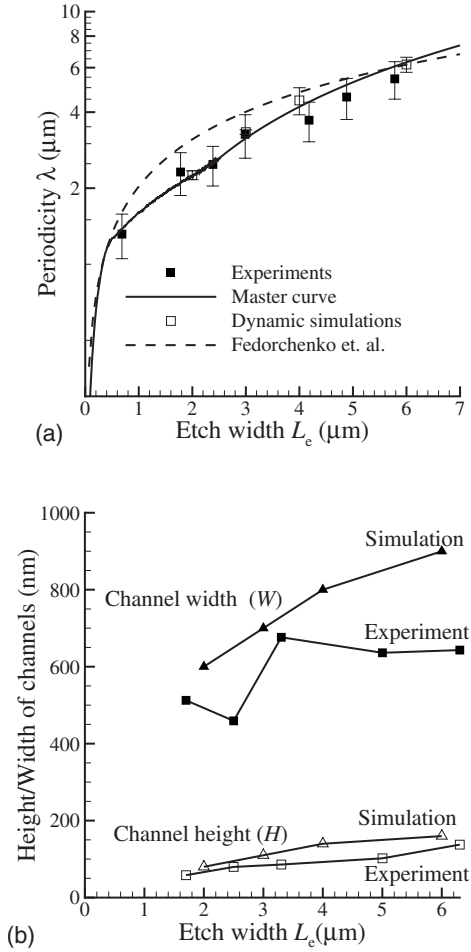 10
8
6
4
2
0
1
2
3
4
5
6
7
Periodicity λ (μm)
Experiments
Master curve
Dynamic simulations
Fedorchenko et. al.
Etch width Lₑ (μm)
(a)
1000
800
600
400
200
0
0
1
2
3
4
5
6
Height/Width of channels (nm)
Simulation
Channel width (W)
Experiment
Simulation
Channel height (H)
Experiment
Etch width Lₑ(μm)
(b)